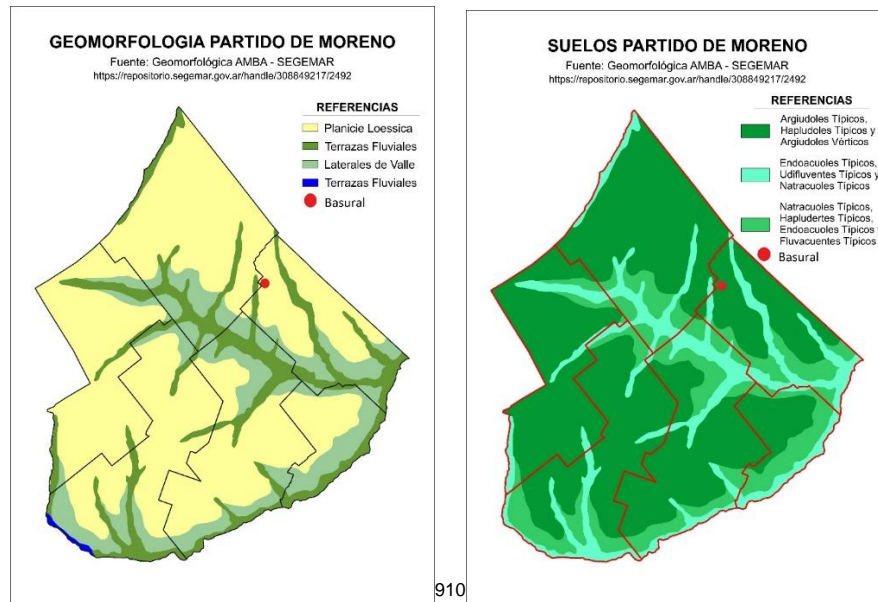 GEOMORFOLOGIA PARTIDO DE MORENO
Fuente: Geomorfológica AMBA - SEGEMAR
https://repositorio.segemar.gov.ar/handle/308849217/2492
REFERENCIAS
Planicie Loessica
Terrazas Fluviales
Laterales de Valle
Terrazas Fluviales
Basural
910
SUELOS PARTIDO DE MORENO
Fuente: Geomorfológica AMBA - SEGEMAR
https://repositorio.segemar.gov.ar/handle/308849217/2492
REFERENCIAS
Argiudoles Típicos,
Hapludoles Típicos y
Argiudoles Vérticos
Endoacuoles Típicos,
Udifluventes Típicos y
Natracuoles Típicos
Natracuoles Típicos,
Hapludertes Típicos,
Endoacuoles Típicos y
Fluvacuentes Típicos
Basural